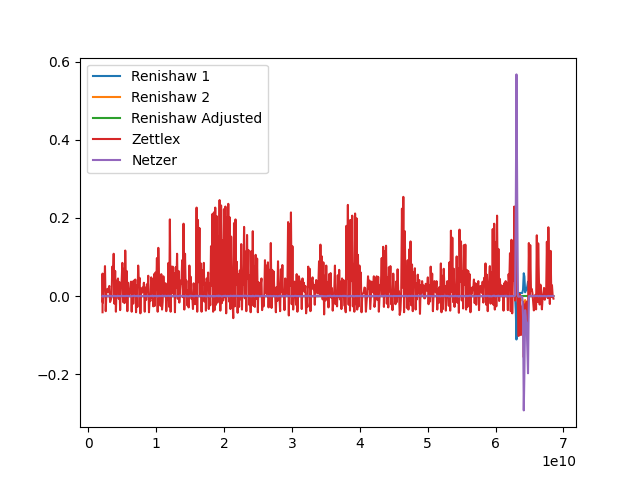 0.6
0.4
0.2
0.0
−0.2
Renishaw 1
Renishaw 2
Renishaw Adjusted
Zettlex
Netzer
0 1 2 3 4 5 6 7
1e10